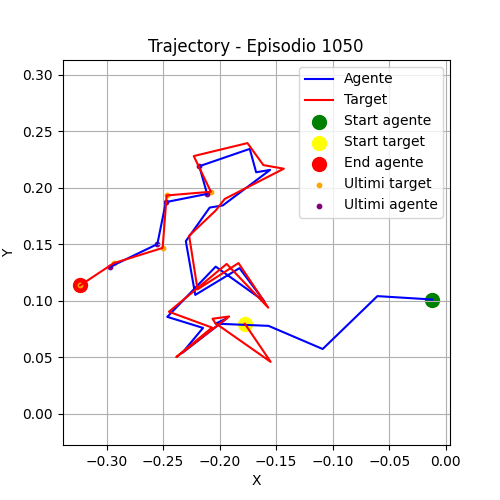 Trajectory - Episodio 1050
Agente
Target
Start agente
Start target
End agente
Ultimi target
Ultimi agente
0.30
0.25
0.20
0.15
0.10
0.05
0.00
Y
−0.30 −0.25 −0.20 −0.15 −0.10 −0.05 0.00
X